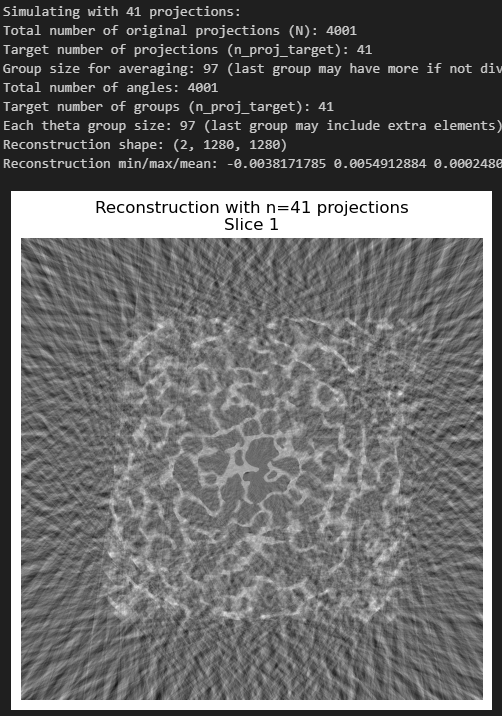 Simulating with 41 projections:
Total number of original projections (N): 4001
Target number of projections (n_proj_target): 41
Group size for averaging: 97 (last group may have more if not div
Total number of angles: 4001
Target number of groups (n_proj_target): 41
Each theta group size: 97 (last group may include extra elements)
Reconstruction shape: (2, 1280, 1280)
Reconstruction min/max/mean: -0.0038171785 0.0054912884 0.0002480
Reconstruction with n=41 projections
Slice 1